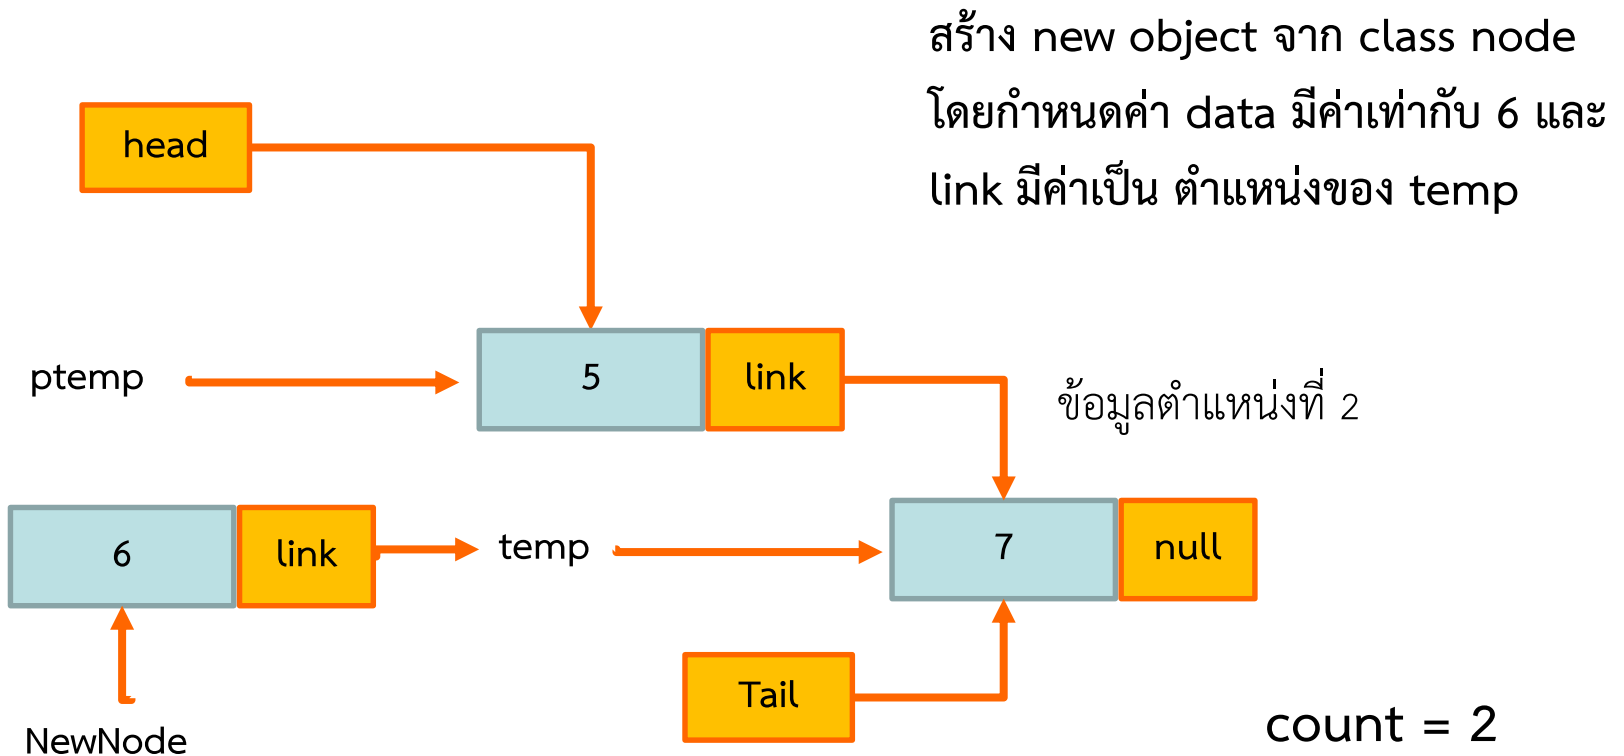 สร้าง new object จาก class node
โดยกำหนดค่า data มีค่าเท่ากับ 6 และ
link มีค่าเป็น ตำแหน่งของ temp
head
ptemp
5
link
ข้อมูลตำแหน่งที่ 2
6
link
temp
7
null
Tail
NewNode
count = 2